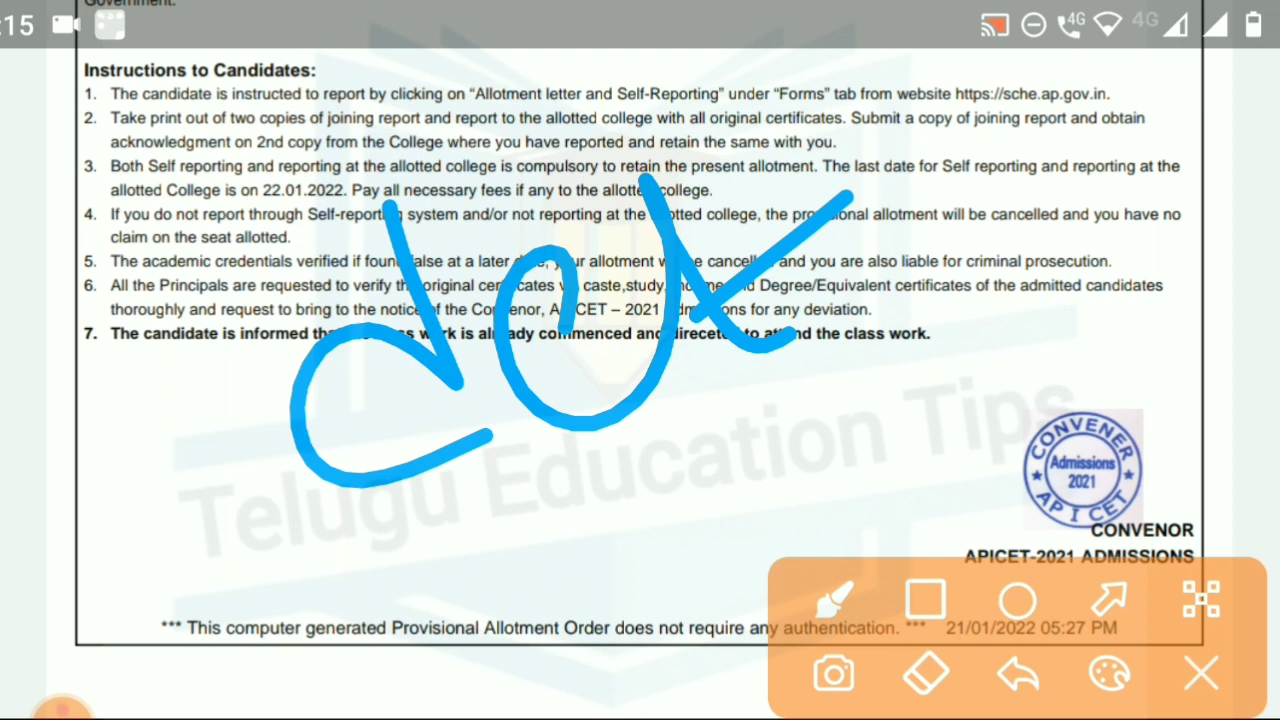 :15 4G 4G
Government.
Instructions to Candidates:
1. The candidate is instructed to report by clicking on “Allotment letter and Self-Reporting” under “Forms” tab from website https://sche.ap.gov.in.
2. Take print out of two copies of joining report and report to the allotted college with all original certificates. Submit a copy of joining report and obtain
acknowledgment on 2nd copy from the College where you have reported and retain the same with you.
3. Both Self reporting and reporting at the allotted college is compulsory to retain the present allotment. The last date for Self reporting and reporting at the
allotted College is on 22.01.2022. Pay all necessary fees if any to the allotted college.
4. If you do not report through Self-reporting system and/or not reporting at the allotted college, the provisional allotment will be cancelled and you have no
claim on the seat allotted.
5. The academic credentials verified if found false at a later date, your allotment will be cancelled and you are also liable for criminal prosecution.
6. All the Principals are requested to verify the original certificates caste,study, income and Degree/Equivalent certificates of the admitted candidates
thoroughly and request to bring to the notice of the Convenor, APICET – 2021 Admissions for any deviation.
7. The candidate is informed that class work is already commenced and direceted to attend the class work.
Telugu Education Tips
CONVENER
Admissions
2021
AP I CET
CONVENOR
APICET-2021 ADMISSIONS
*** This computer generated Provisional Allotment Order does not require any authentication. *** 21/01/2022 05:27 PM